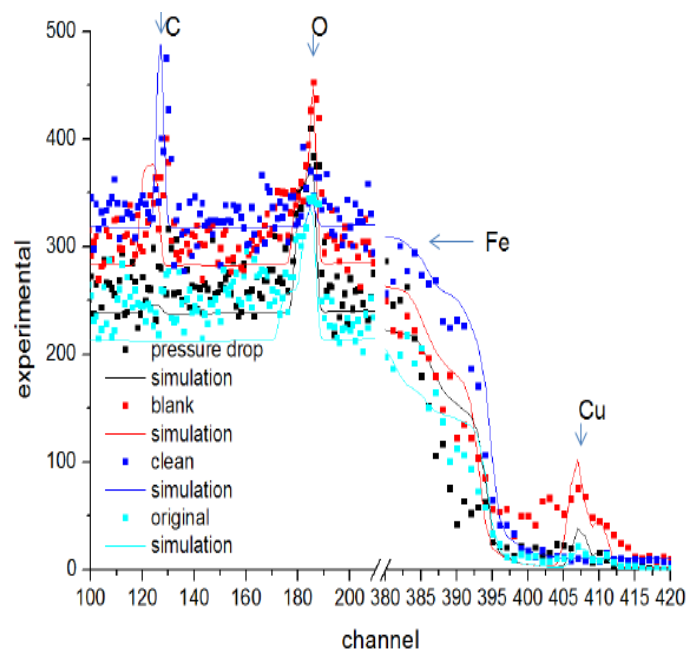 C
O
500
400
300
200
100
0
experimental
Fe
Cu
pressure drop
simulation
blank
simulation
clean
simulation
original
simulation
100 120 140 160 180 200 380 385 390 395 400 405 410 415 420
channel